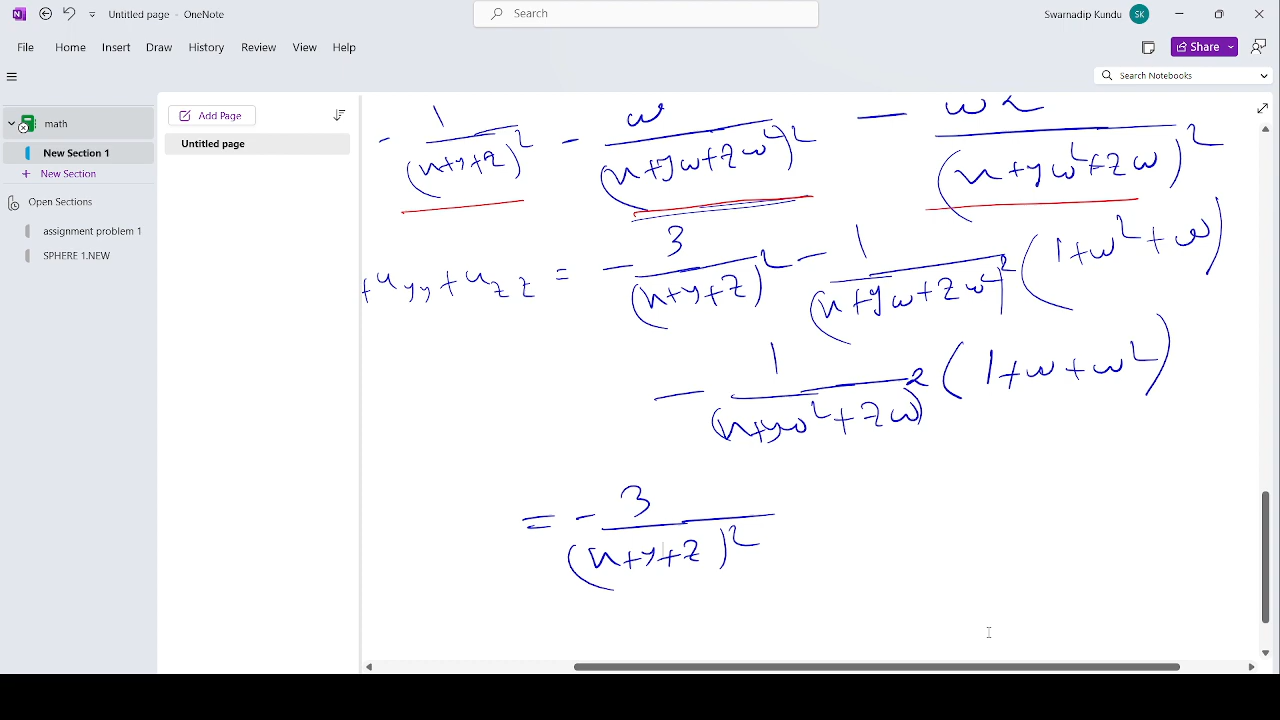 Untitled page - OneNote
Search
Swarnadip Kundu SK
File Home Insert Draw History Review View Help
Share
Search Notebooks
math
New Section 1
New Section
Open Sections
assignment problem 1
SPHERE 1.NEW
Add Page
Untitled page
- 1/(x+y+z)² - ω/(x+yω+zω²)² - ω²/(x+yω²+zω)²
+u_yy+u_zz = - 3/(x+y+z)² - 1/(x+yω+zω²)² (1+ω²+ω)
- 1/(x+yω²+zω)² (1+ω+ω²)
= - 3/(x+y+z)²